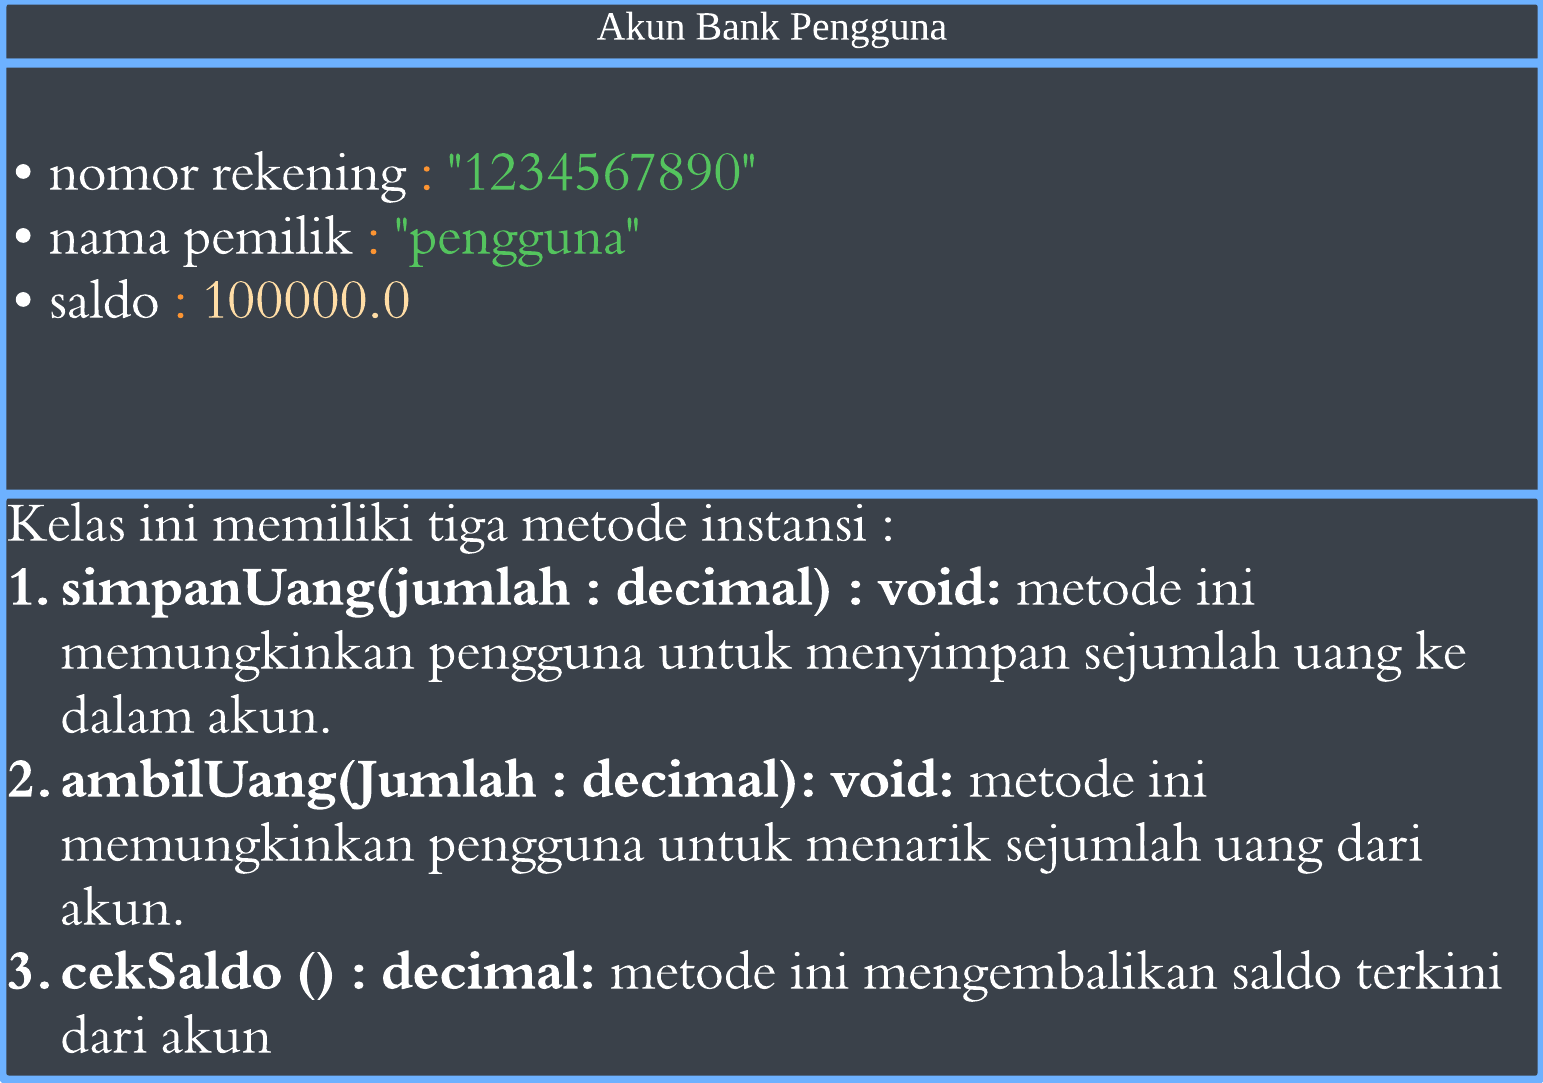 Akun Bank Pengguna
• nomor rekening : "1234567890"
• nama pemilik : "pengguna"
• saldo : 100000.0
Kelas ini memiliki tiga metode instansi :
1. simpanUang(jumlah : decimal) : void: metode ini
memungkinkan pengguna untuk menyimpan sejumlah uang ke
dalam akun.
2. ambilUang(Jumlah : decimal): void: metode ini
memungkinkan pengguna untuk menarik sejumlah uang dari
akun.
3. cekSaldo () : decimal: metode ini mengembalikan saldo terkini
dari akun